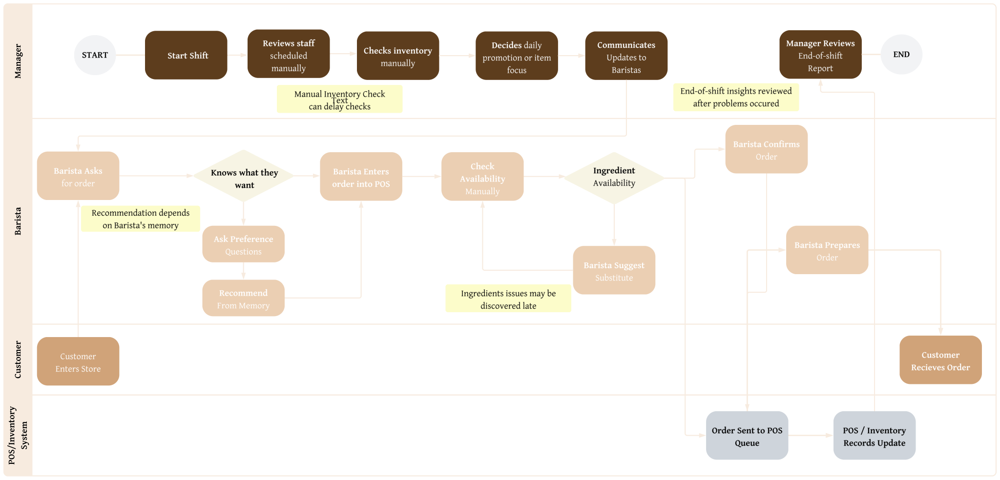 Manager
START
Start Shift
Reviews staff
scheduled
manually
Checks inventory
manually
Decides daily
promotion or item
focus
Communicates
Updates to
Baristas
Manager Reviews
End-of-shift
Report
END
Manual Inventory Check
Text
can delay checks
End-of-shift insights reviewed
after problems occured
Barista
Barista Asks
for order
Knows what they
want
Barista Enters
order into POS
Check
Availability
Manually
Ingredient
Availability
Barista Confirms
Order
Recommendation depends
on Barista's memory
Ask Preference
Questions
Recommend
From Memory
Barista Suggest
Substitute
Ingredients issues may be
discovered late
Barista Prepares
Order
Customer
Customer
Enters Store
Customer
Recieves Order
POS/Inventory
System
Order Sent to POS
Queue
POS / Inventory
Records Update